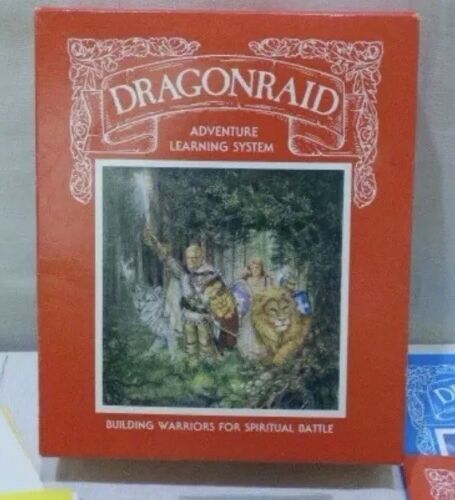 DRAGONRAID
ADVENTURE
LEARNING SYSTEM
BUILDING WARRIORS FOR SPIRITUAL BATTLE